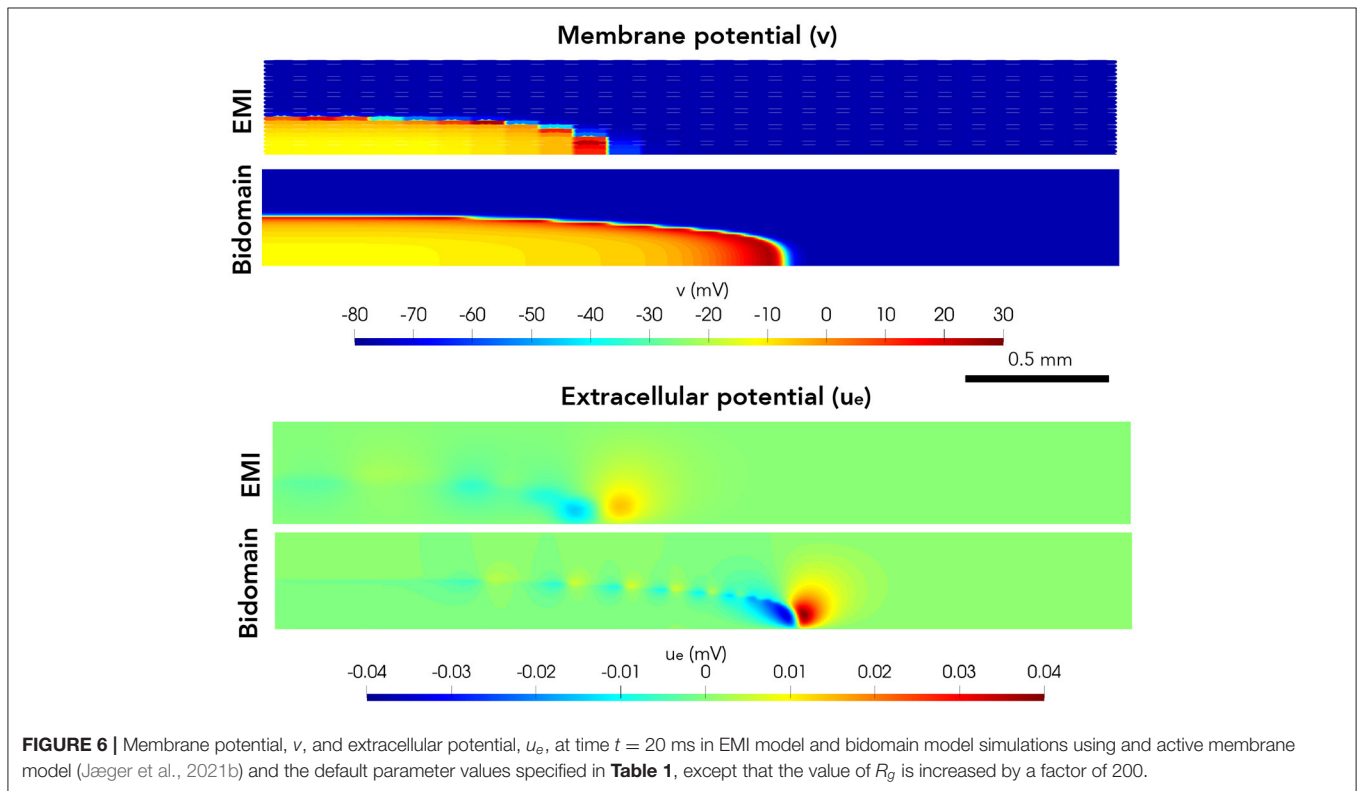 Membrane potential (v)
EMI
Bidomain
v (mV)
-80 -70 -60 -50 -40 -30 -20 -10 0 10 20 30
0.5 mm
Extracellular potential (uₑ)
EMI
Bidomain
uₑ (mV)
-0.04 -0.03 -0.02 -0.01 0 0.01 0.02 0.03 0.04
FIGURE 6 | Membrane potential, v, and extracellular potential, uₑ, at time t = 20 ms in EMI model and bidomain model simulations using and active membrane
model (Jæger et al., 2021b) and the default parameter values specified in Table 1, except that the value of R_g is increased by a factor of 200.